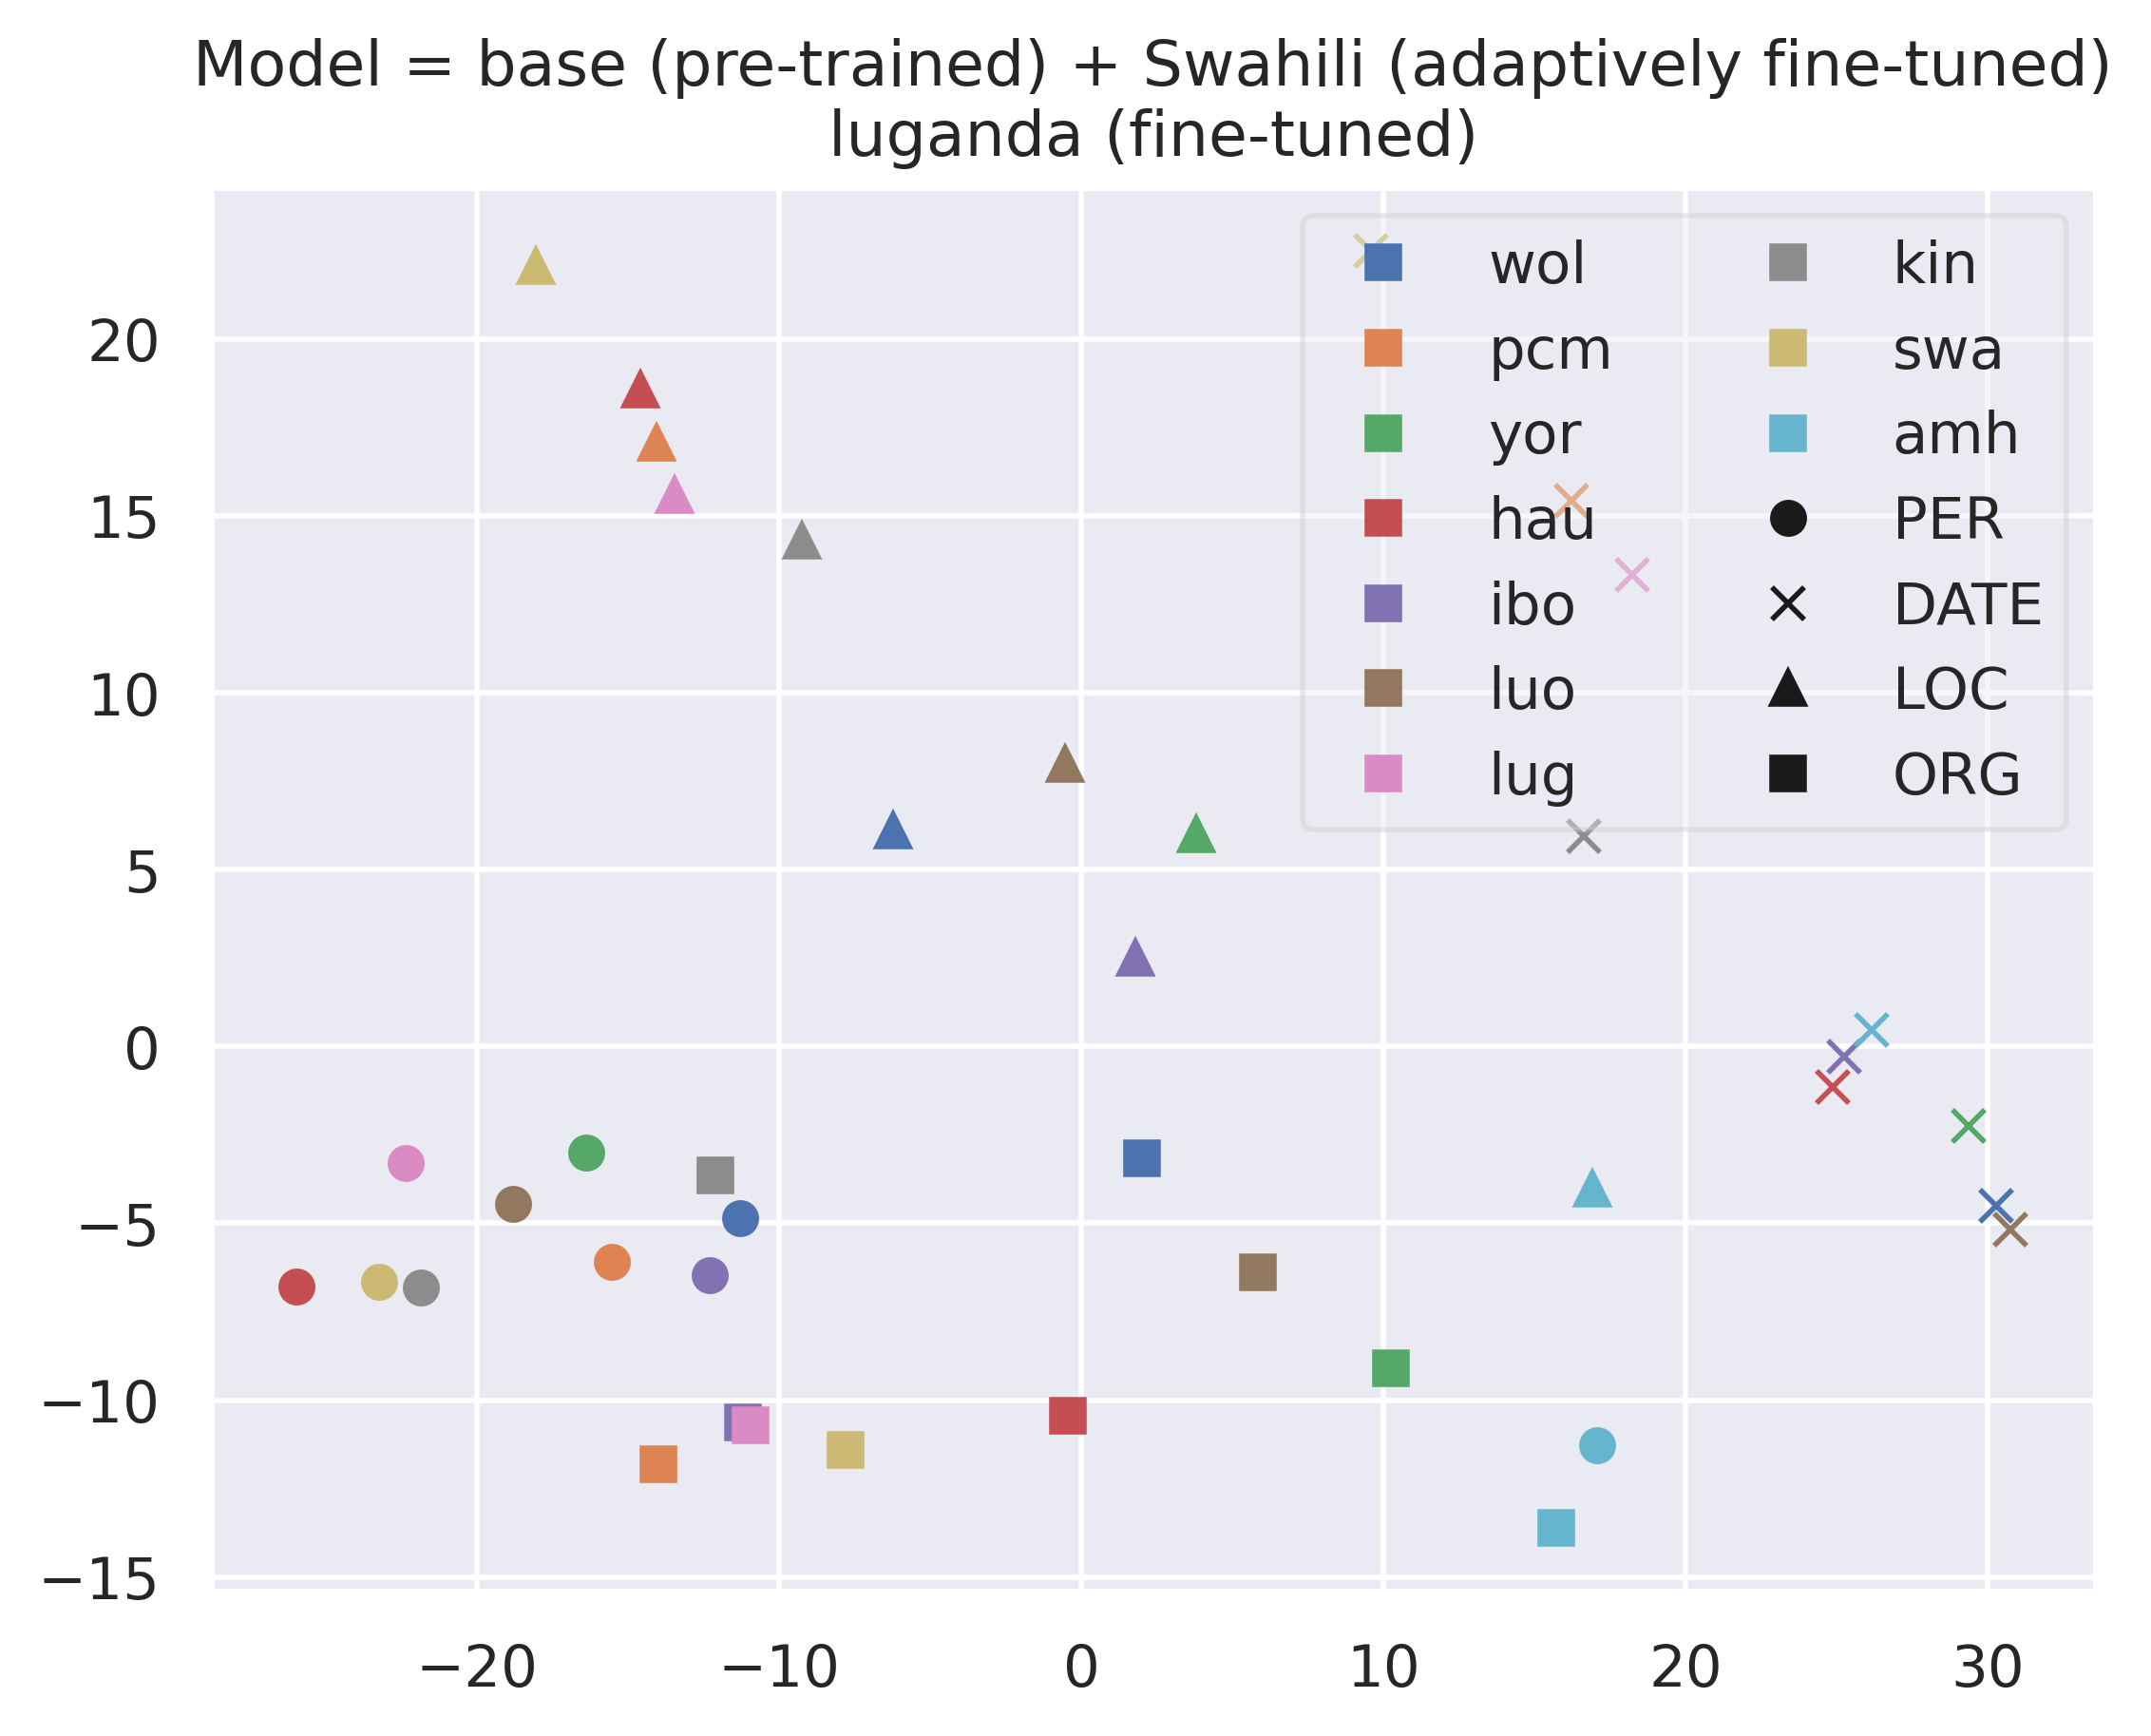 Model = base (pre-trained) + Swahili (adaptively fine-tuned)
luganda (fine-tuned)
wol
pcm
yor
hau
ibo
luo
lug
kin
swa
amh
PER
DATE
LOC
ORG
20
15
10
5
0
−5
−10
−15
−20
−10
0
10
20
30